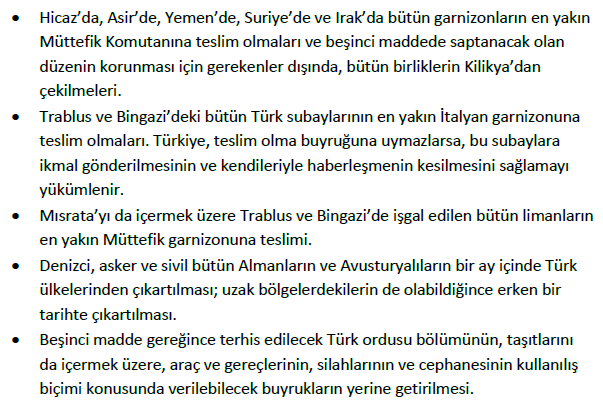 • Hicaz’da, Asir’de, Yemen’de, Suriye’de ve Irak’da bütün garnizonların en yakın
Müttefik Komutanına teslim olmaları ve beşinci maddede saptanacak olan
düzenin korunması için gerekenler dışında, bütün birliklerin Kilikya’dan
çekilmeleri.
• Trablus ve Bingazi’deki bütün Türk subaylarının en yakın İtalyan garnizonuna
teslim olmaları. Türkiye, teslim olma buyruğuna uymazlarsa, bu subaylara
ikmal gönderilmesinin ve kendileriyle haberleşmenin kesilmesini sağlamayı
yükümlenir.
• Mısrata’yı da içermek üzere Trablus ve Bingazi’de işgal edilen bütün limanların
en yakın Müttefik garnizonuna teslimi.
• Denizci, asker ve sivil bütün Almanların ve Avusturyalıların bir ay içinde Türk
ülkelerinden çıkartılması; uzak bölgelerdekilerin de olabildiğince erken bir
tarihte çıkartılması.
• Beşinci madde gereğince terhis edilecek Türk ordusu bölümünün, taşıtlarını
da içermek üzere, araç ve gereçlerinin, silahlarının ve cephanesinin kullanılış
biçimi konusunda verilebilecek buyrukların yerine getirilmesi.